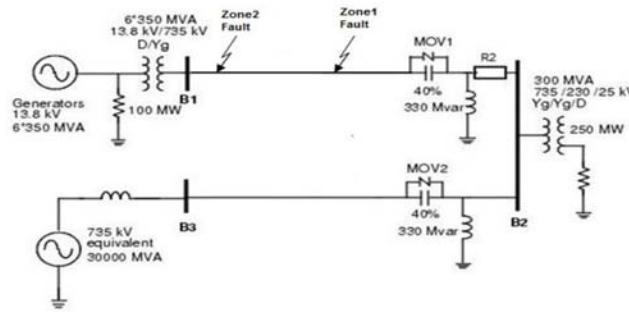 6*350 MVA
13.8 kV/735 kV
D/Yg
Zone2
Fault
Zone1
Fault
MOV1
R2
40%
330 Mvar
300 MVA
735 /230 /25 kV
Yg/Yg/D
250 MW
B1
100 MW
Generators
13.8 kV
6*350 MVA
MOV2
40%
330 Mvar
B2
B3
735 kV
equivalent
30000 MVA